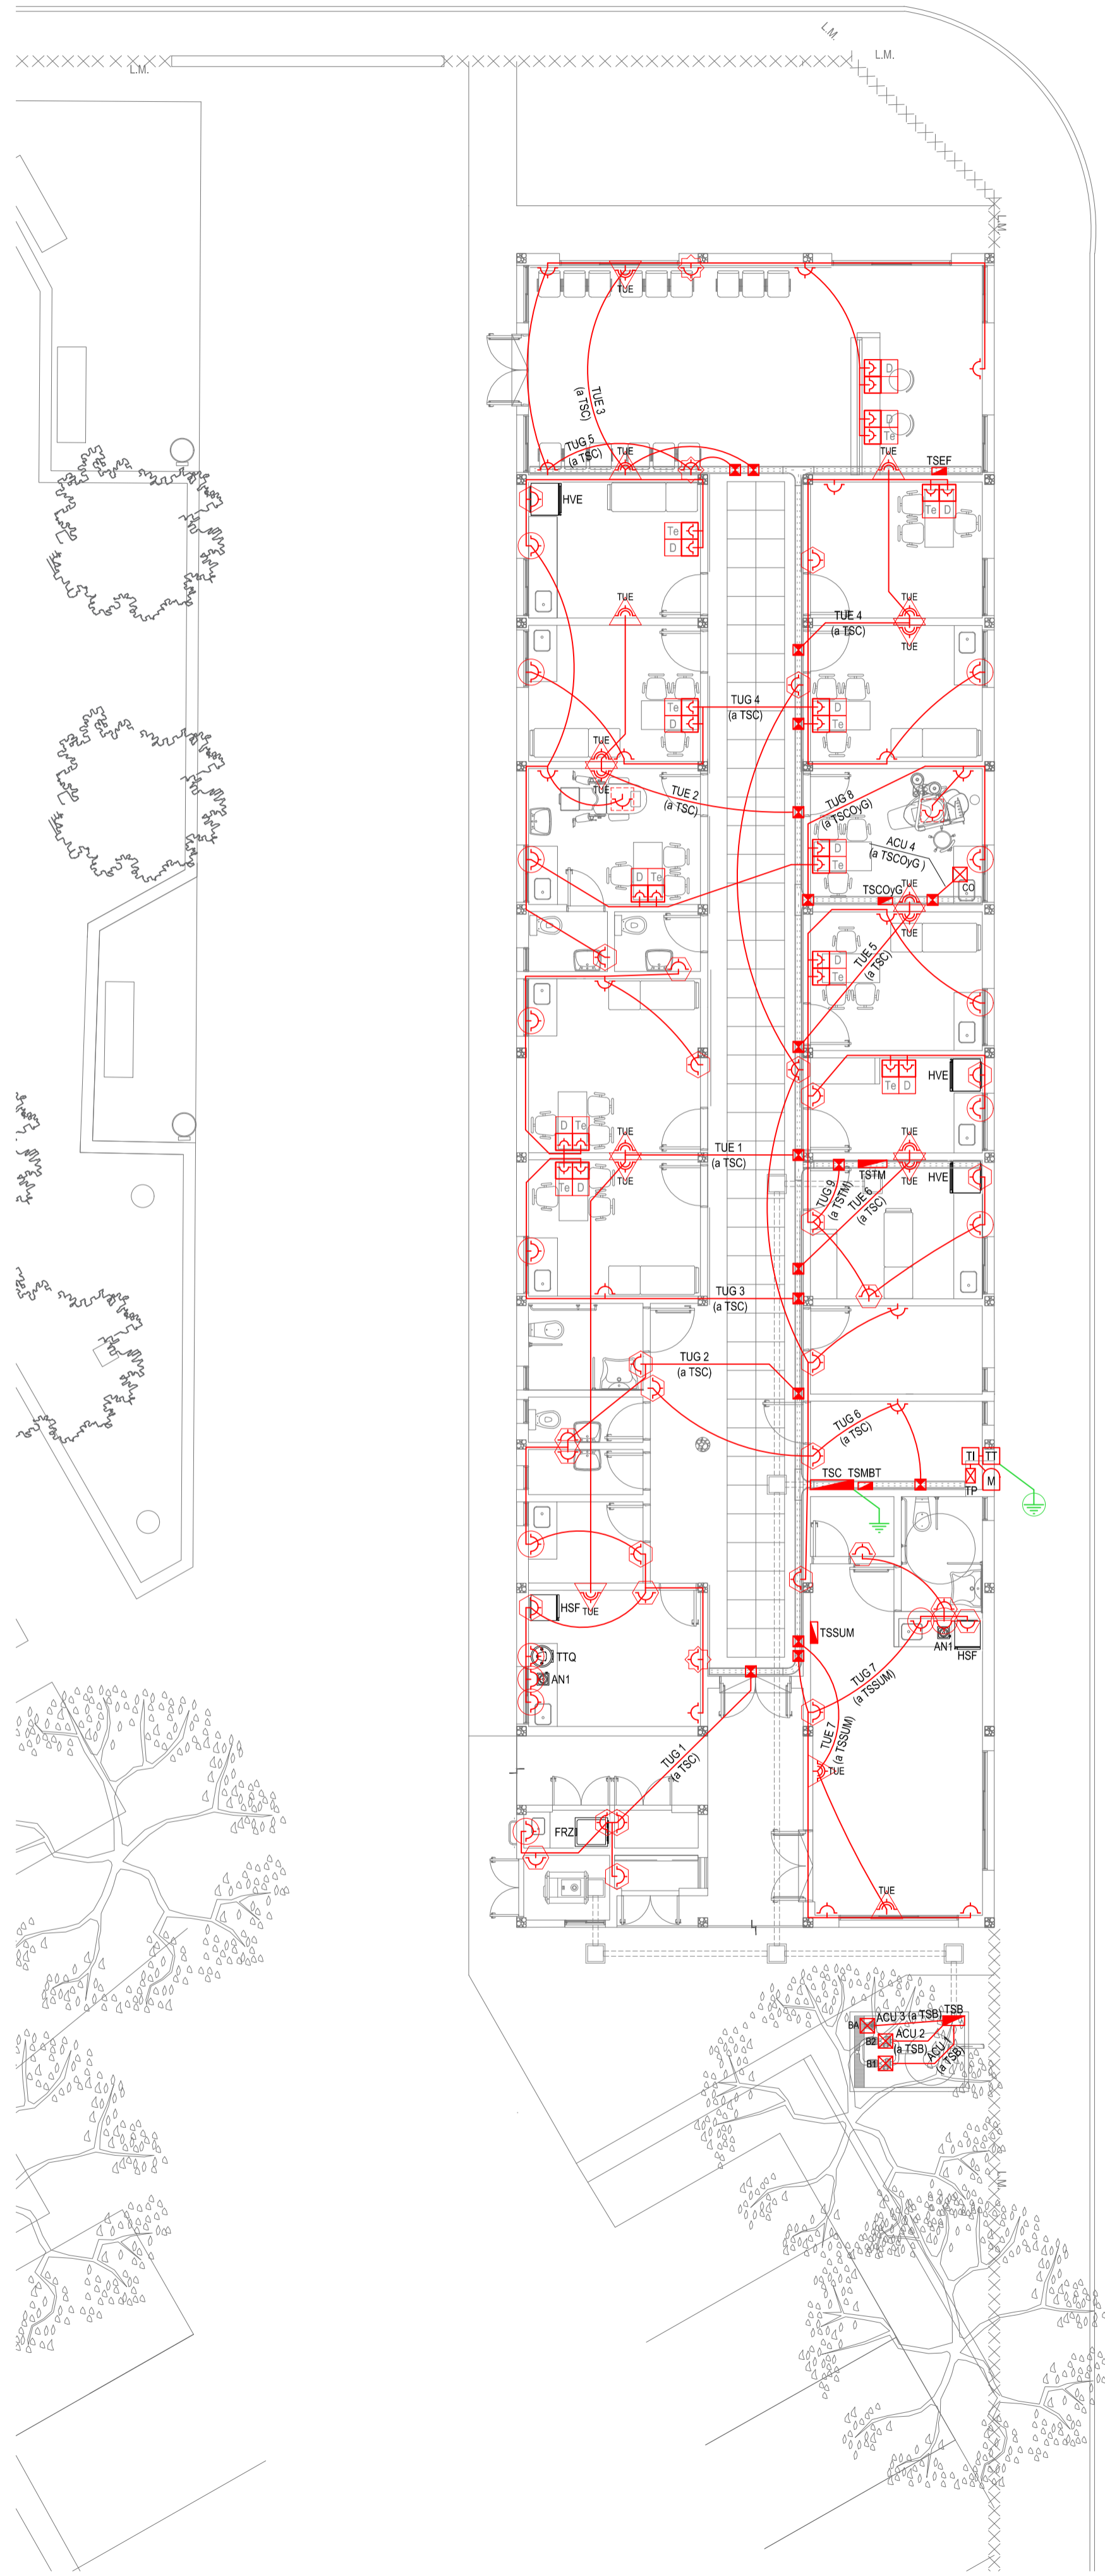 L.M.
L.M.
L.M.
L.M.
TUE
TUE 3
(a TSC)
D
D
Te
TUG 5
(a TSC)
TUE
TUE
TSEF
HVE
Te
D
Te
D
TUE
TUE
TUE
TUE 4
(a TSC)
TUG 4
(a TSC)
Te
D
D
Te
TUE
TUE
TUE 2
(a TSC)
TUG 8
(a TSCOyG)
D
Te
ACU 4
(a TSCOyG )
D
Te
CO
TSCOyG
TUE
TUE
D
Te
TUE 5
(a TSC)
HVE
Te
D
D
Te
TUE
TUE
TUE
TUE
TUE 1
(a TSC)
TSTM
HVE
Te
D
TUG 9
(a TSTM)
TUE 6
(a TSC)
TUG 3
(a TSC)
TUG 2
(a TSC)
TUG 6
(a TSC)
TI
TT
TSC
TSMBT
TP
M
HSF
TUE
TSSUM
AN1
HSF
TTQ
AN1
TUG 7
(a TSSUM)
TUE 7
(a TSSUM)
TUG 1
(a TSC)
TUE
FRZ
TUE
TSB
BA
ACU 3 (a TSB)
B2
ACU 2
(a TSB)
ACU 1
(a TSB)
B1
L.M.